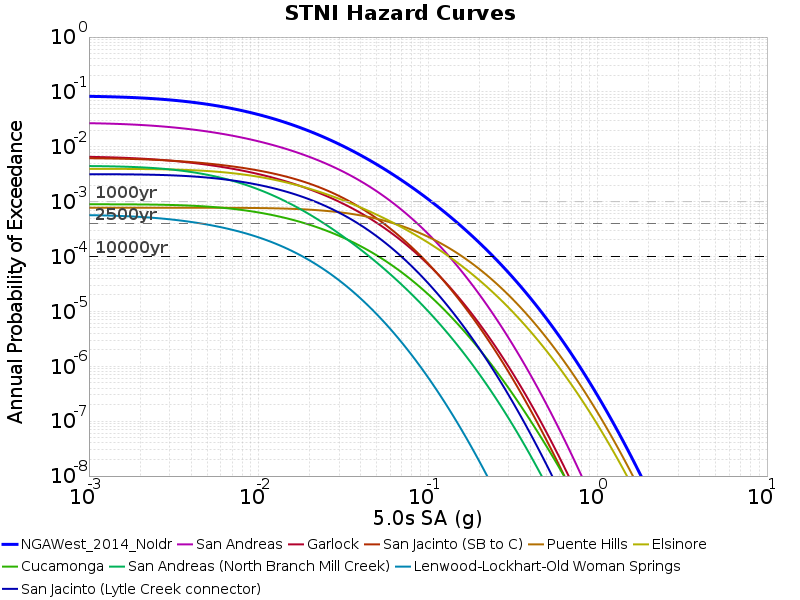 STNI Hazard Curves
Annual Probability of Exceedance
10^0
10^-1
10^-2
10^-3
10^-4
10^-5
10^-6
10^-7
10^-8
1000yr
2500yr
10000yr
10^-3 10^-2 10^-1 10^0 10^1
5.0s SA (g)
NGAWest_2014_NoIdr San Andreas Garlock San Jacinto (SB to C) Puente Hills Elsinore
Cucamonga San Andreas (North Branch Mill Creek) Lenwood-Lockhart-Old Woman Springs
San Jacinto (Lytle Creek connector)